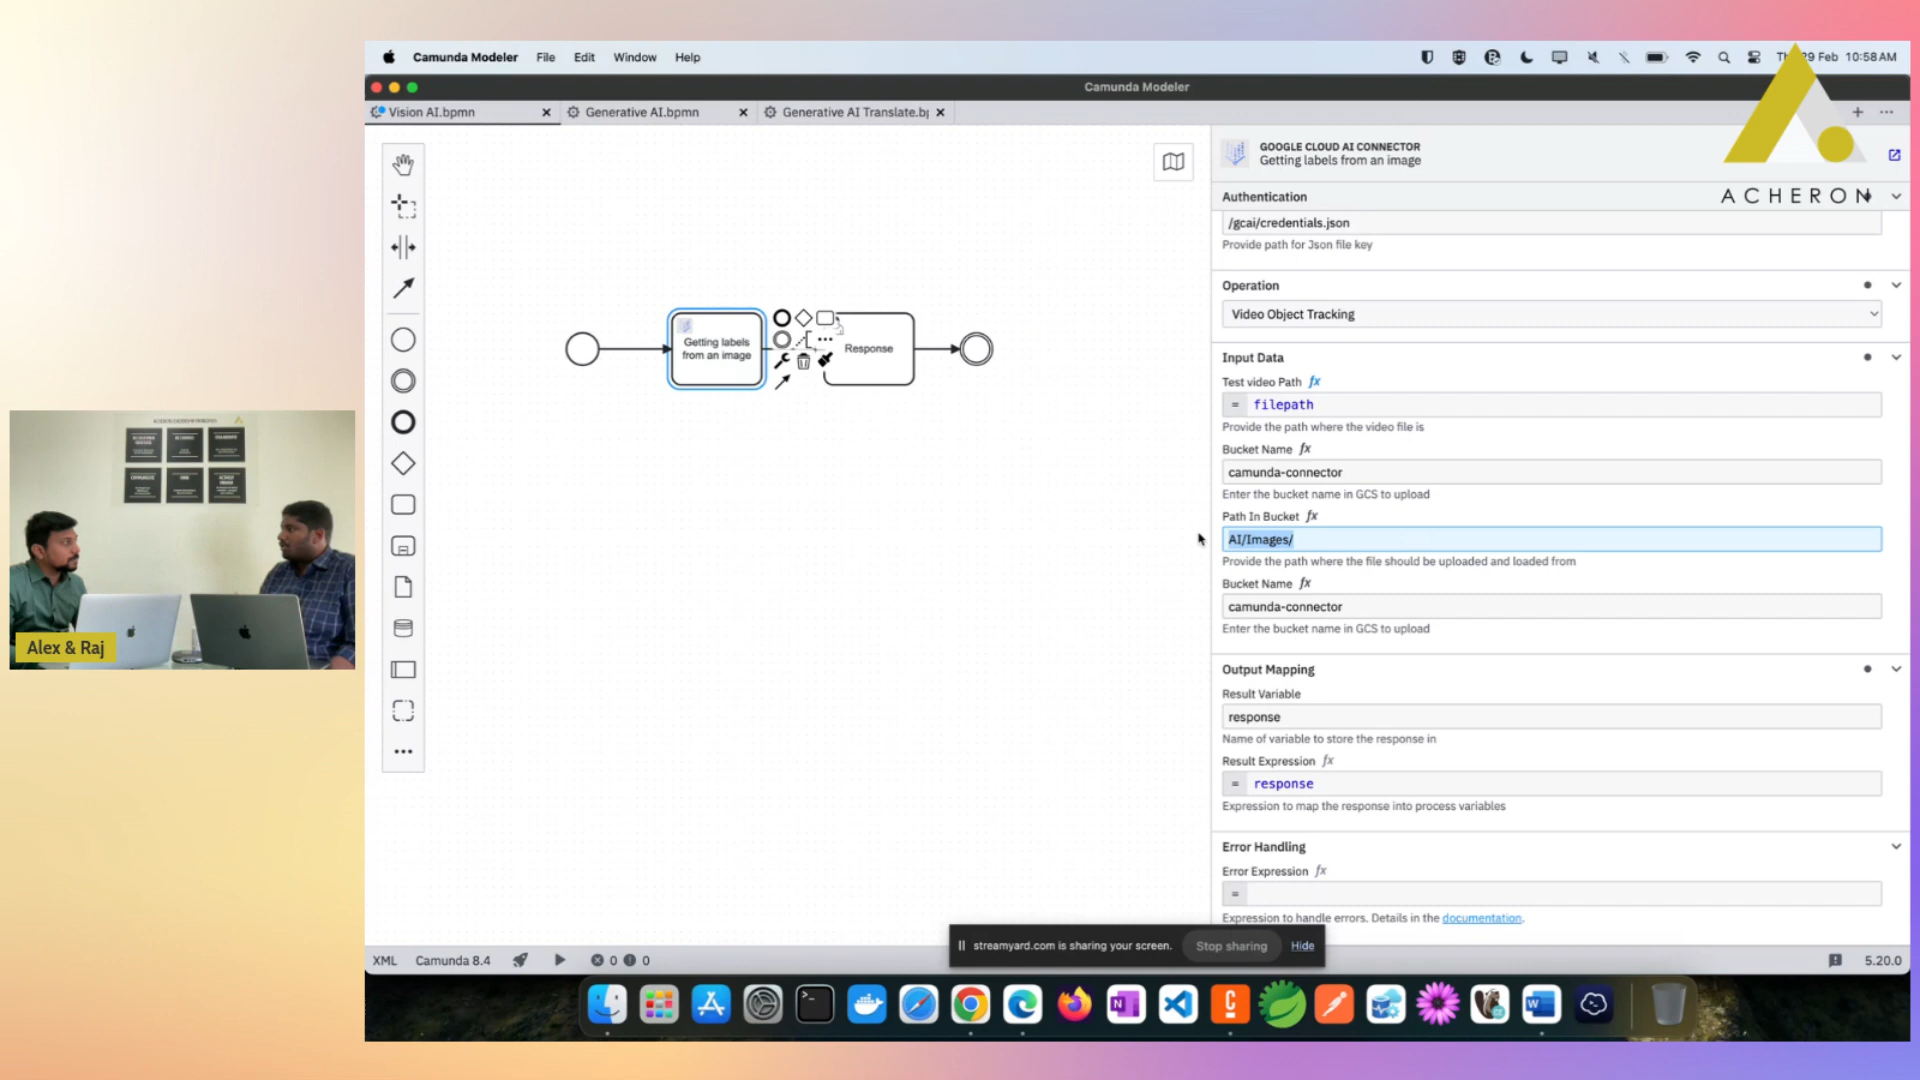 Camunda Modeler File Edit Window Help
10:58 AM
Camunda Modeler
Vision AI.bpmn
Generative AI.bpmn
Generative AI Translate.bp
GOOGLE CLOUD AI CONNECTOR
Getting labels from an image
ACHERON
Authentication
/gcai/credentials.json
Provide path for Json file key
Operation
Video Object Tracking
Input Data
Test video Path fx
= filepath
Provide the path where the video file is
Bucket Name fx
camunda-connector
Enter the bucket name in GCS to upload
Path In Bucket fx
AI/Images/
Provide the path where the file should be uploaded and loaded from
Bucket Name fx
camunda-connector
Enter the bucket name in GCS to upload
Output Mapping
Result Variable
response
Name of variable to store the response in
Result Expression fx
= response
Expression to map the response into process variables
Error Handling
Error Expression fx
=
Expression to handle errors. Details in the documentation.
Getting labels
from an image
Response
Alex & Raj
streamyard.com is sharing your screen. Stop sharing Hide
XML Camunda 8.4 0 0
5.20.0